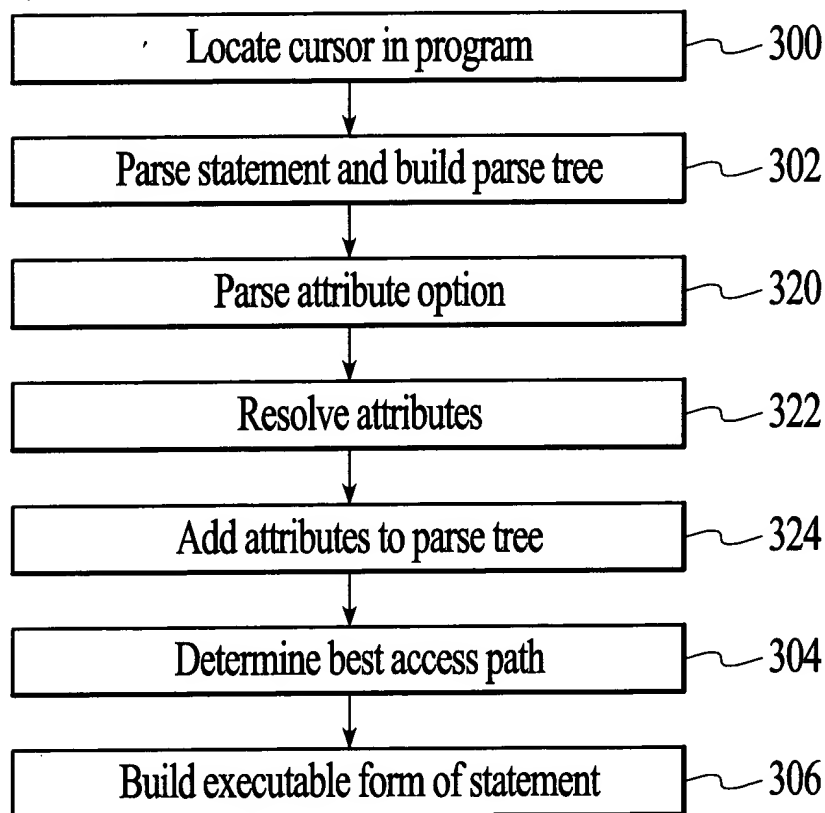 Locate cursor in program 300
Parse statement and build parse tree 302
Parse attribute option 320
Resolve attributes 322
Add attributes to parse tree 324
Determine best access path 304
Build executable form of statement 306